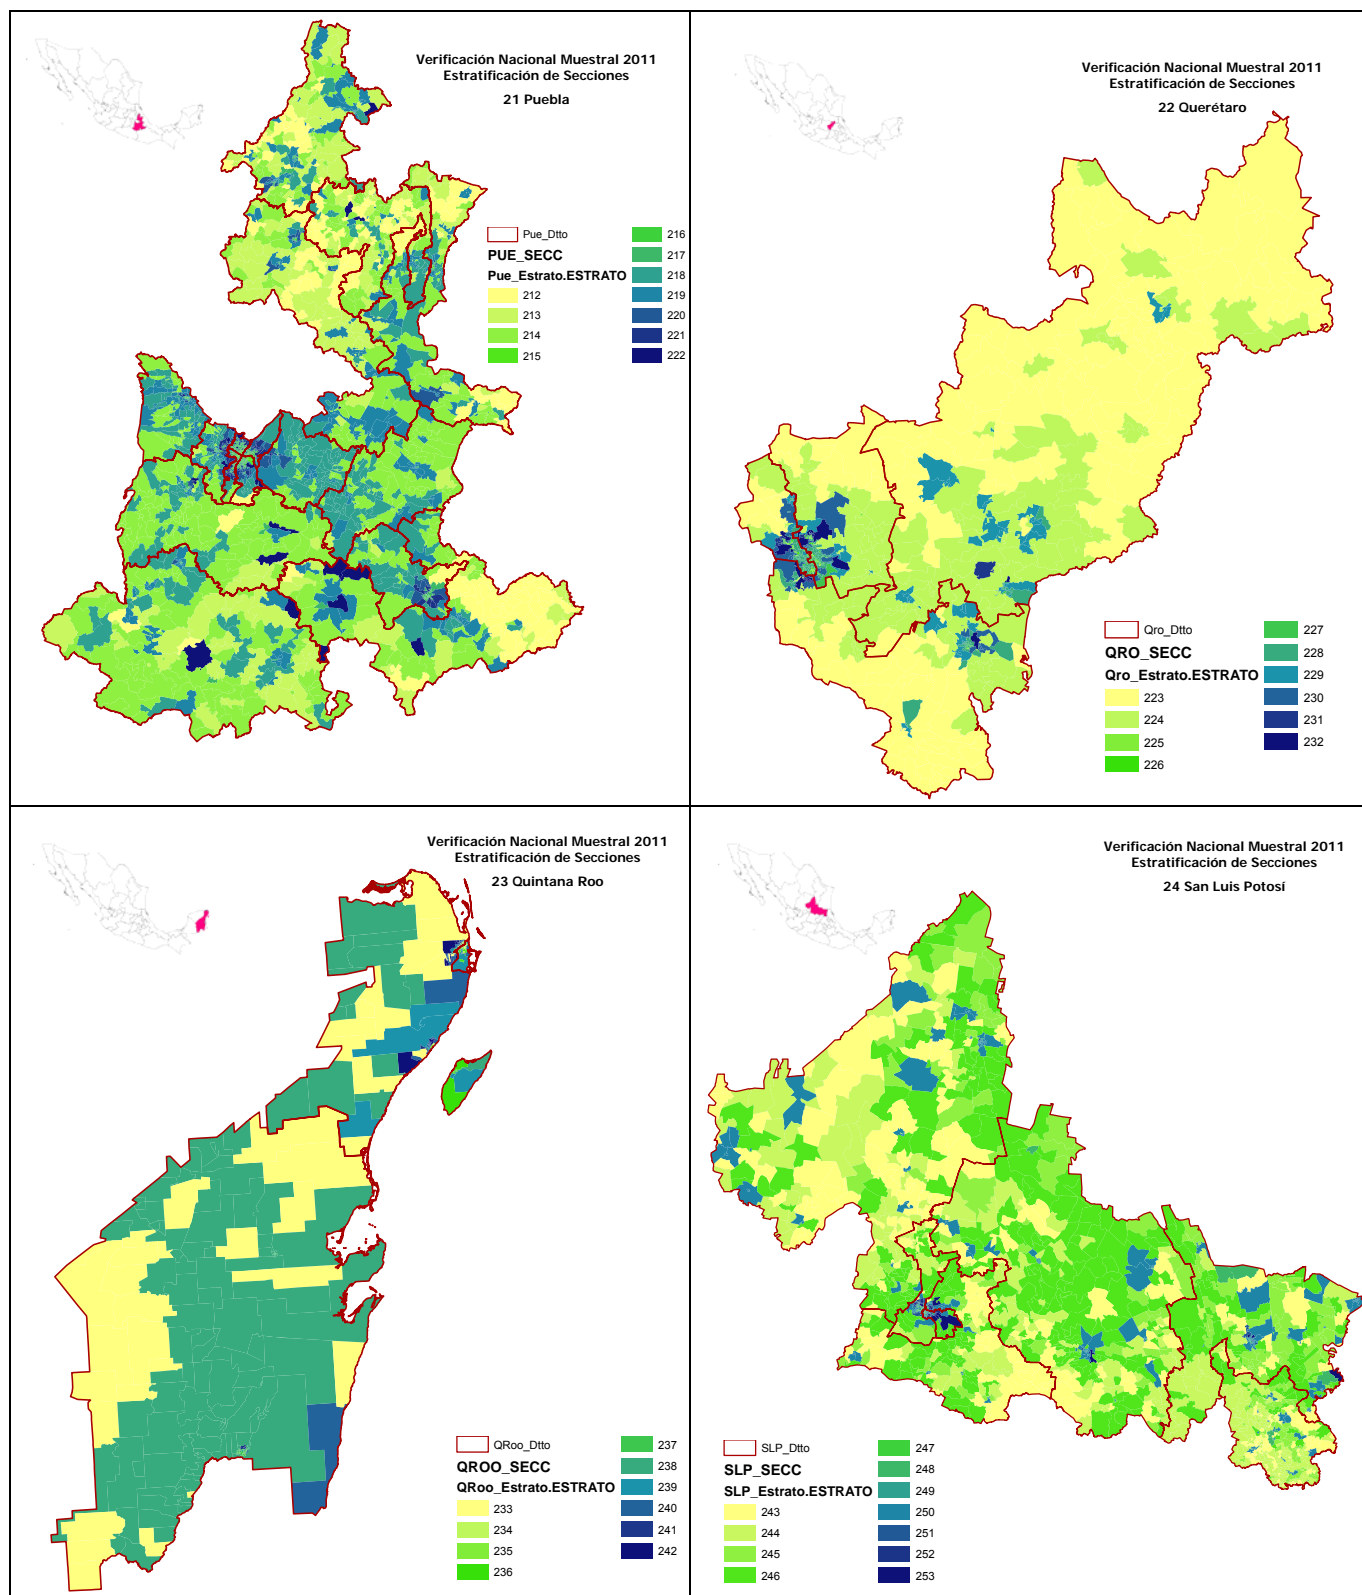 Verificación Nacional Muestral 2011
Estratificación de Secciones
21 Puebla
Pue_Dtto
PUE_SECC
Pue_Estrato.ESTRATO
212
213
214
215
216
217
218
219
220
221
222
Verificación Nacional Muestral 2011
Estratificación de Secciones
22 Querétaro
Qro_Dtto
QRO_SECC
Qro_Estrato.ESTRATO
223
224
225
226
227
228
229
230
231
232
Verificación Nacional Muestral 2011
Estratificación de Secciones
23 Quintana Roo
QRoo_Dtto
QROO_SECC
QRoo_Estrato.ESTRATO
233
234
235
236
237
238
239
240
241
242
Verificación Nacional Muestral 2011
Estratificación de Secciones
24 San Luis Potosí
SLP_Dtto
SLP_SECC
SLP_Estrato.ESTRATO
243
244
245
246
247
248
249
250
251
252
253